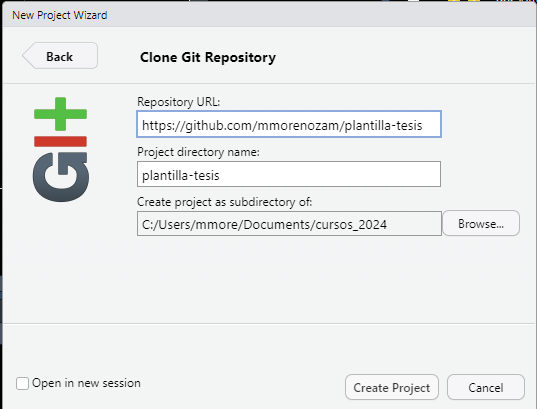 New Project Wizard
Back
Clone Git Repository
GIt
Repository URL:
https://github.com/mmorenozam/plantilla-tesis
Project directory name:
plantilla-tesis
Create project as subdirectory of:
C:/Users/mmore/Documents/cursos_2024
Browse...
Open in new session
Create Project
Cancel